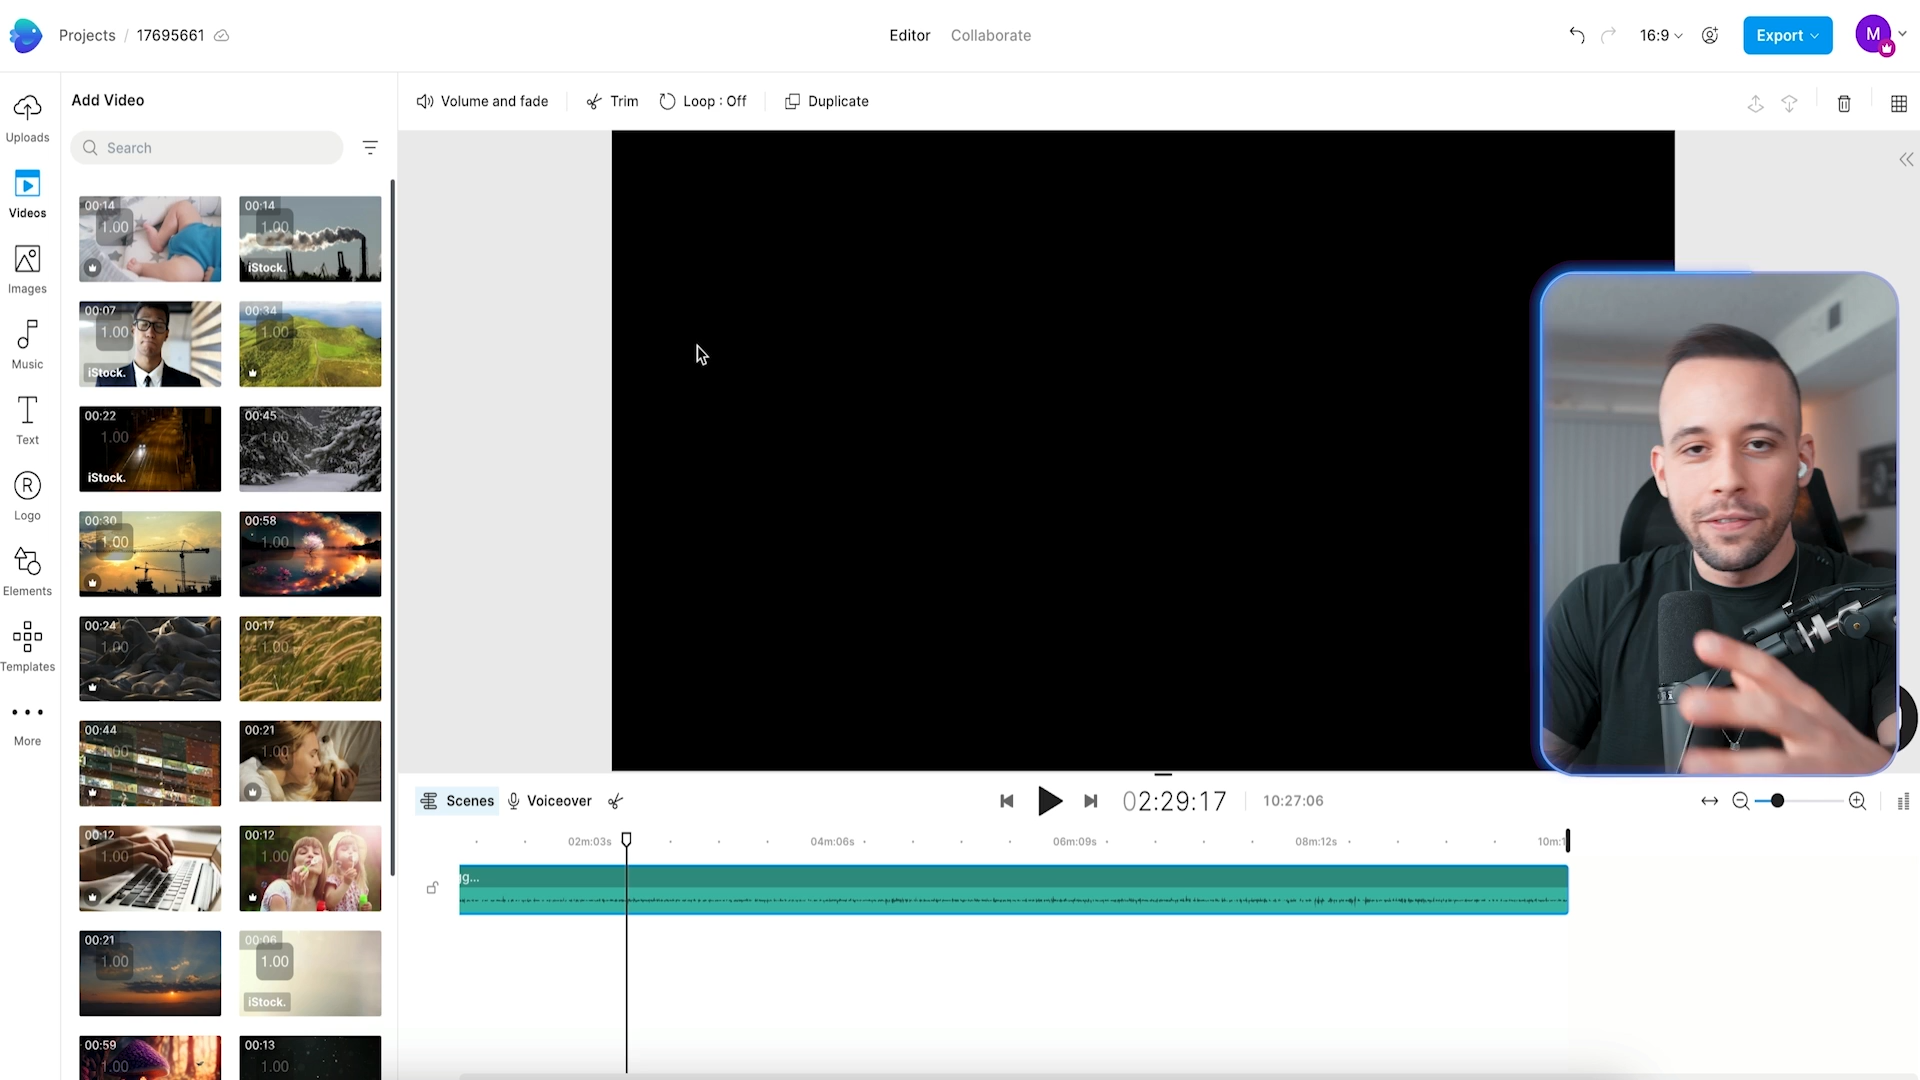 Projects / 17695661
Editor
Collaborate
16:9
Export
M
Uploads
Videos
Images
Music
Text
Logo
Elements
Templates
More
Add Video
Search
00:14
1.00
00:14
1.00
iStock.
00:07
1.00
iStock.
00:34
1.00
00:22
1.00
iStock.
00:45
1.00
00:30
1.00
00:58
1.00
00:24
1.00
00:17
1.00
00:44
1.00
00:21
1.00
00:12
1.00
00:12
1.00
00:21
1.00
00:06
1.00
iStock.
00:59
1.00
00:13
1.00
Volume and fade
Trim
Loop : Off
Duplicate
Scenes
Voiceover
02:29:17
10:27:06
02m:03s
04m:06s
06m:09s
08m:12s
10m:1
g...
R
T